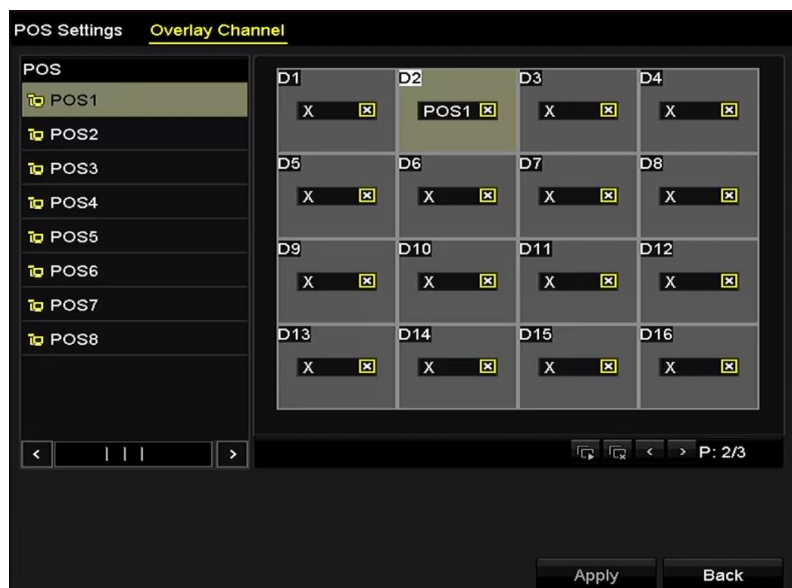 POS Settings Overlay Channel
POS
POS1
POS2
POS3
POS4
POS5
POS6
POS7
POS8
D1 D2 D3 D4
X POS1 X X
D5 D6 D7 D8
X X X X
D9 D10 D11 D12
X X X X
D13 D14 D15 D16
X X X X
P: 2/3
Apply Back